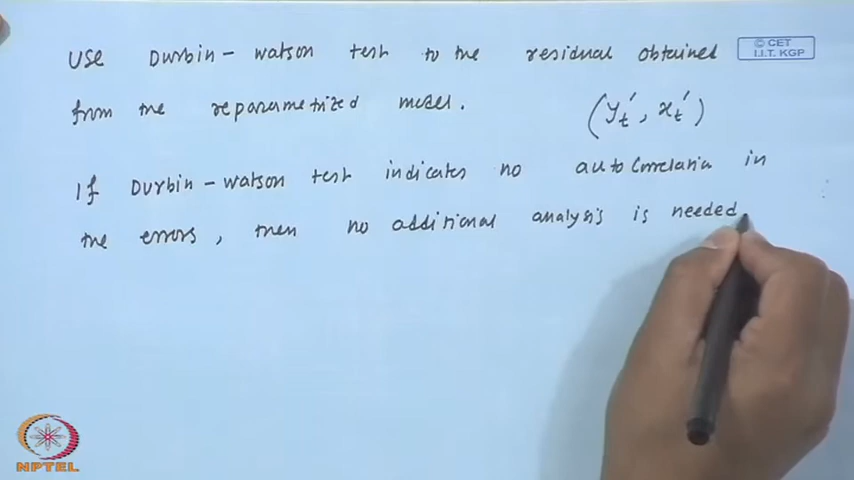 Use Durbin - Watson test to the residual obtained
© CET
I.I.T. KGP
from the reparametrized model. (y_t', x_t')
If Durbin - Watson test indicates no autocorrelation in
the errors, then no additional analysis is needed
NPTEL